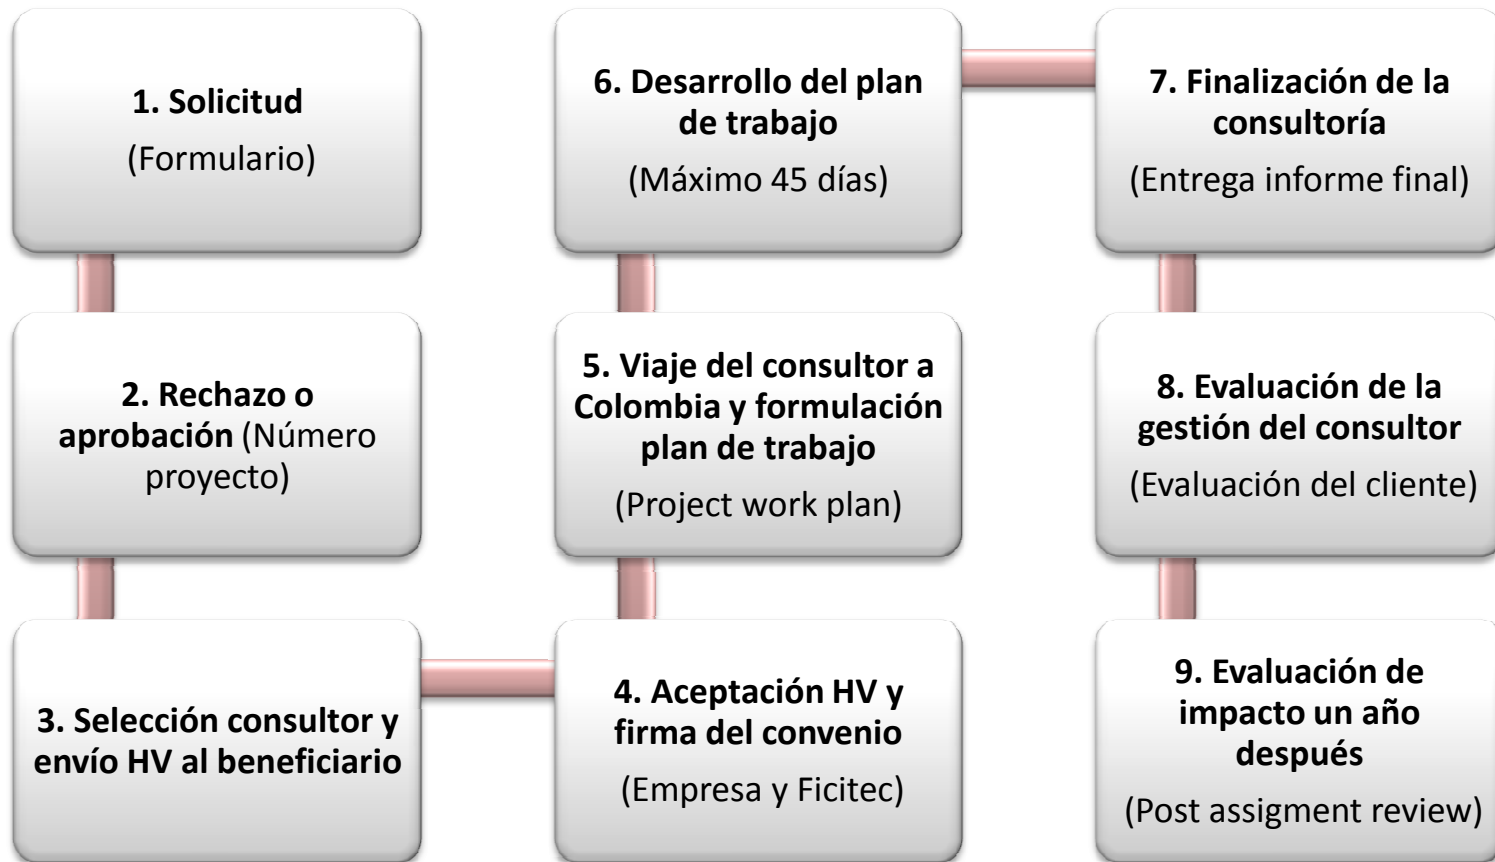 1. Solicitud
(Formulario)
2. Rechazo o
aprobación (Número
proyecto)
3. Selección consultor y
envío HV al beneficiario
4. Aceptación HV y
firma del convenio
(Empresa y Ficitec)
5. Viaje del consultor a
Colombia y formulación
plan de trabajo
(Project work plan)
6. Desarrollo del plan
de trabajo
(Máximo 45 días)
7. Finalización de la
consultoría
(Entrega informe final)
8. Evaluación de la
gestión del consultor
(Evaluación del cliente)
9. Evaluación de
impacto un año
después
(Post assigment review)